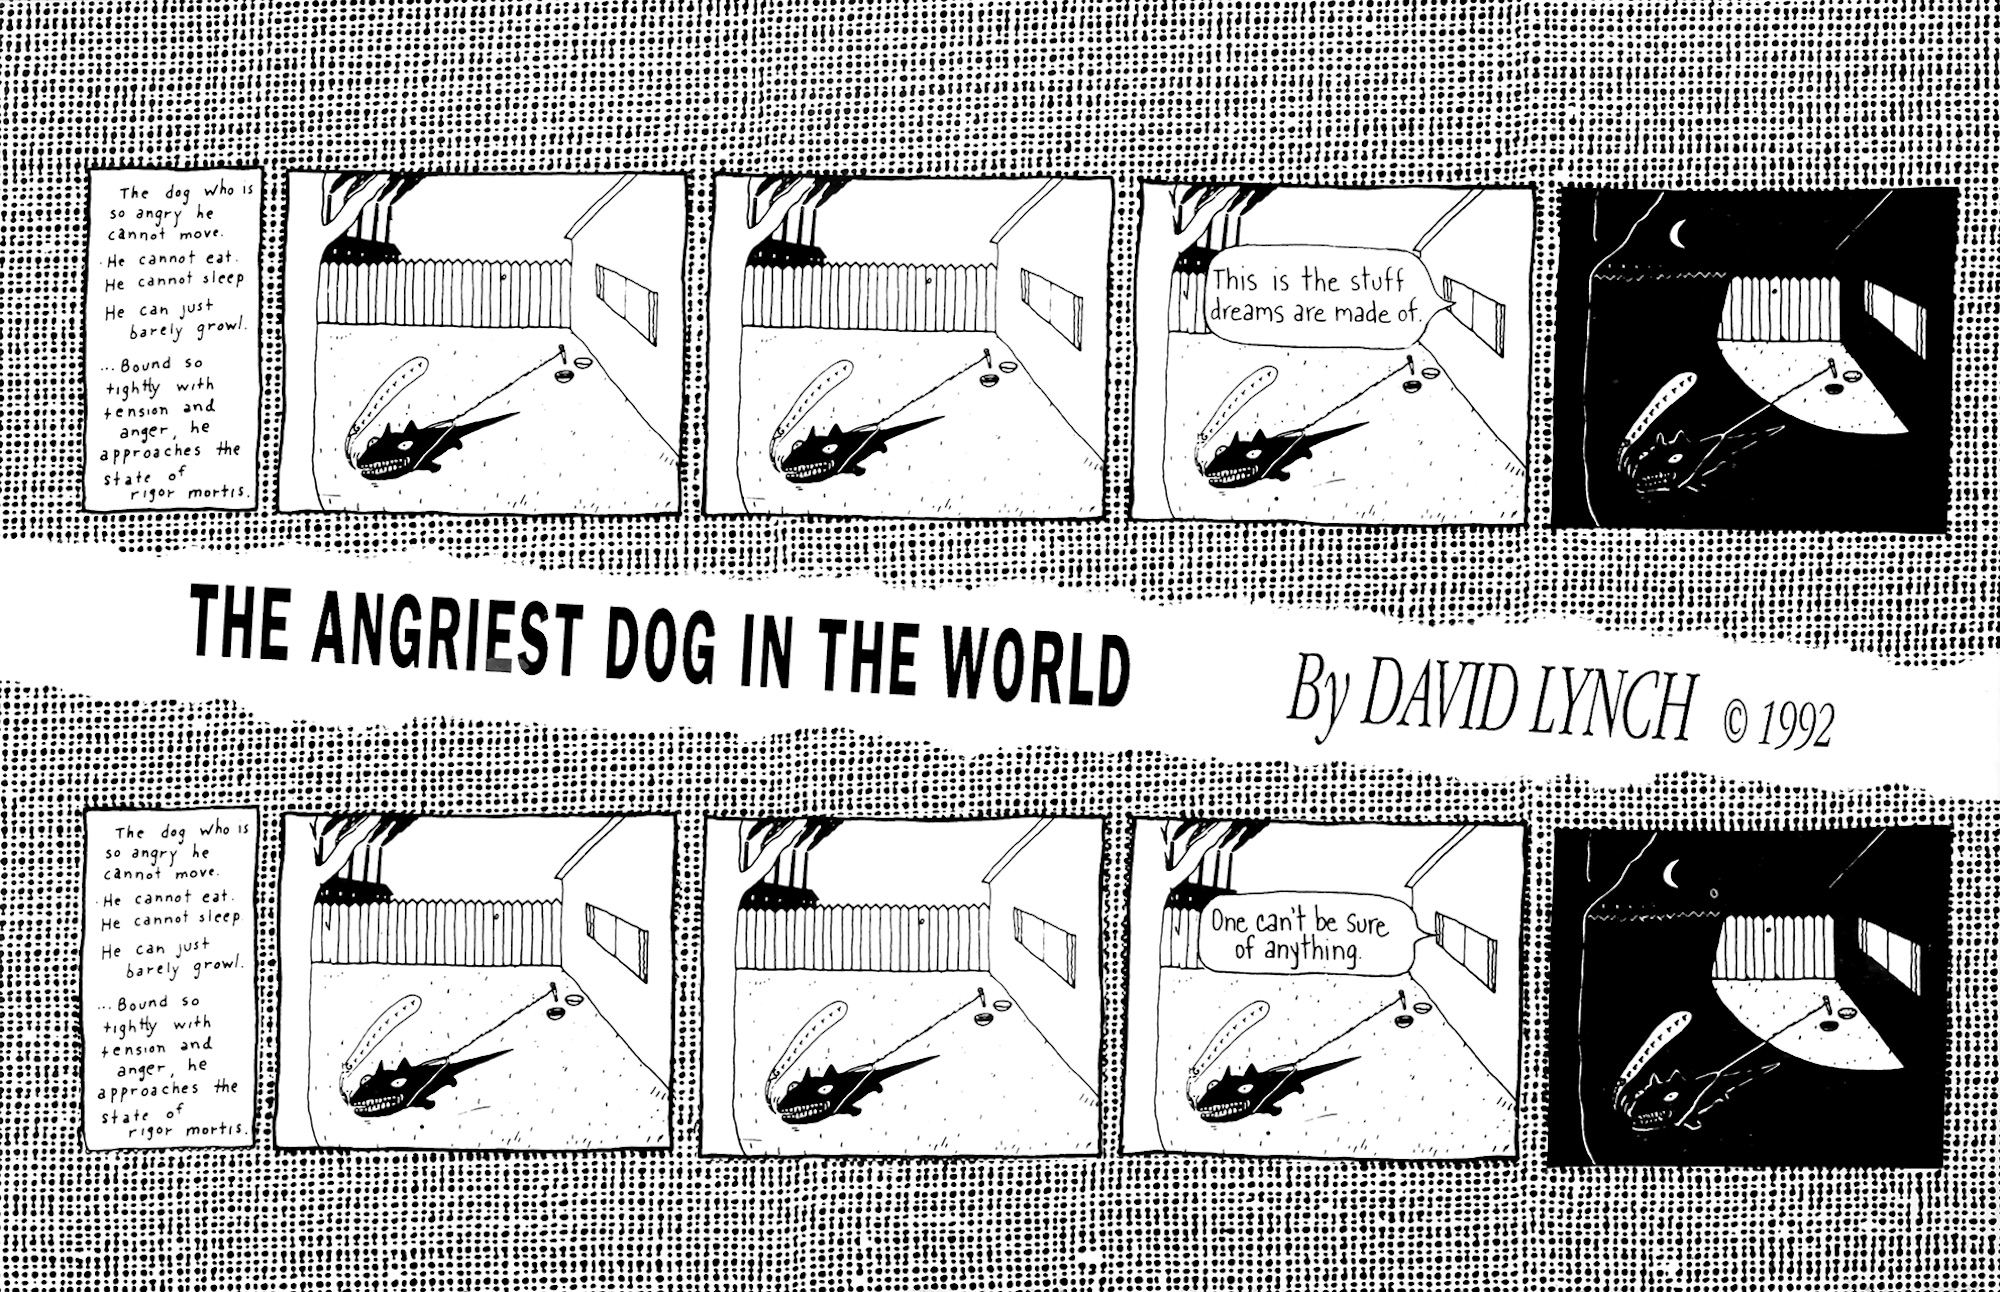 The dog who is
so angry he
cannot move.
He cannot eat.
He cannot sleep
He can just
barely growl.
...Bound so
tightly with
tension and
anger, he
approaches the
state of
rigor mortis.
This is the stuff
dreams are made of.
THE ANGRIEST DOG IN THE WORLD By DAVID LYNCH © 1992
The dog who is
so angry he
cannot move.
He cannot eat.
He cannot sleep
He can just
barely growl.
...Bound so
tightly with
tension and
anger, he
approaches the
state of
rigor mortis.
One can't be sure
of anything.